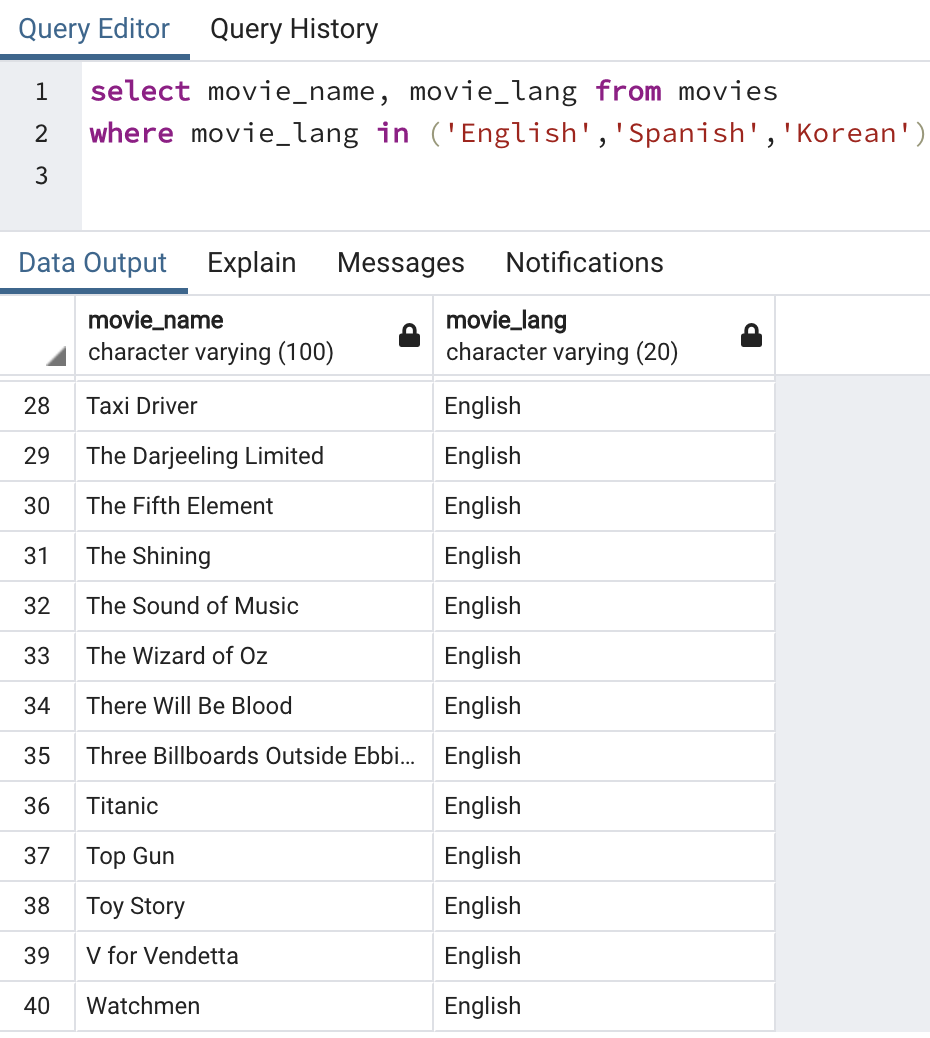 Query Editor Query History
1 select movie_name, movie_lang from movies
2 where movie_lang in ('English','Spanish','Korean')
3
Data Output Explain Messages Notifications
movie_name movie_lang
character varying (100) character varying (20)
28 Taxi Driver English
29 The Darjeeling Limited English
30 The Fifth Element English
31 The Shining English
32 The Sound of Music English
33 The Wizard of Oz English
34 There Will Be Blood English
35 Three Billboards Outside Ebbi... English
36 Titanic English
37 Top Gun English
38 Toy Story English
39 V for Vendetta English
40 Watchmen English